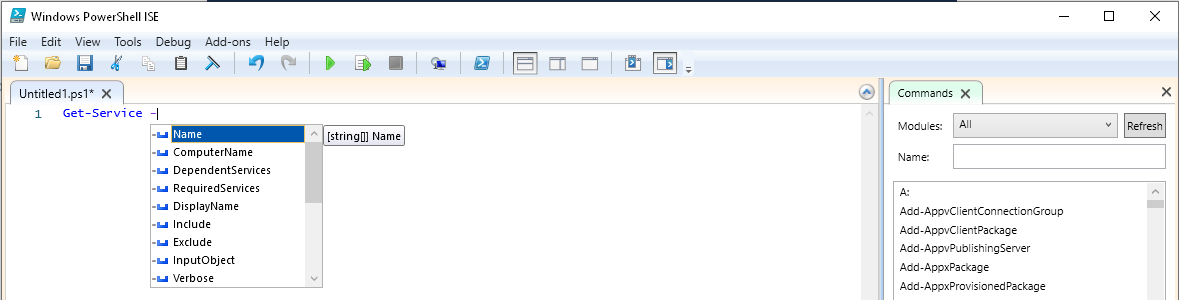 Windows PowerShell ISE
File Edit View Tools Debug Add-ons Help
Untitled1.ps1*
1 Get-Service -
Name
[string[]] Name
ComputerName
DependentServices
RequiredServices
DisplayName
Include
Exclude
InputObject
Verbose
Commands
Modules: All Refresh
Name:
A:
Add-AppvClientConnectionGroup
Add-AppvClientPackage
Add-AppvPublishingServer
Add-AppxPackage
Add-AppxProvisionedPackage